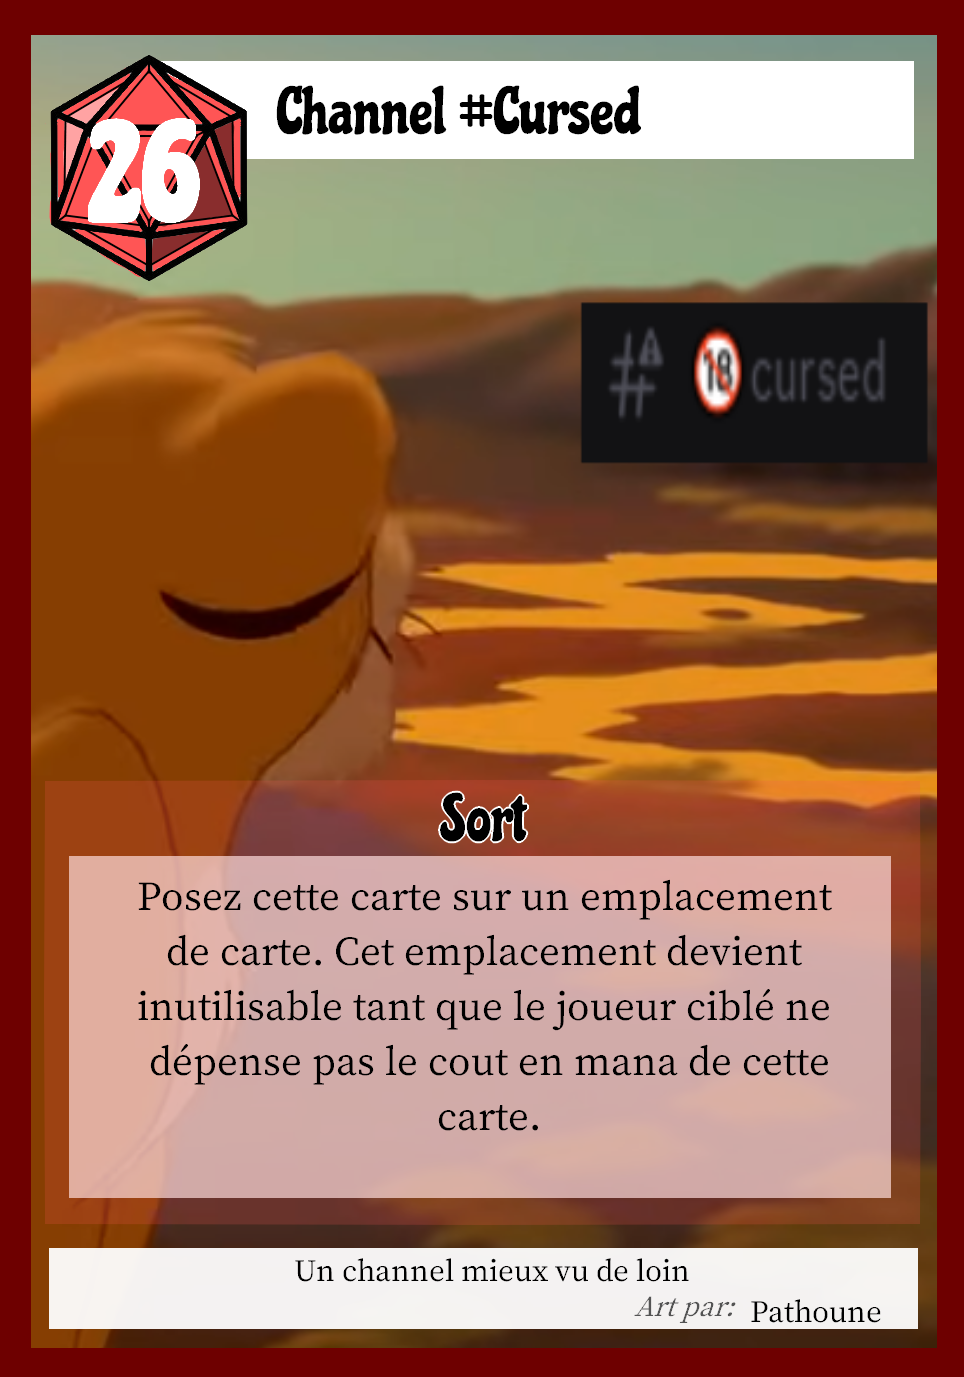 26
Channel #Cursed
# 18 cursed
Sort
Posez cette carte sur un emplacement
de carte. Cet emplacement devient
inutilisable tant que le joueur ciblé ne
dépense pas le cout en mana de cette
carte.
Un channel mieux vu de loin
Art par: Pathoune